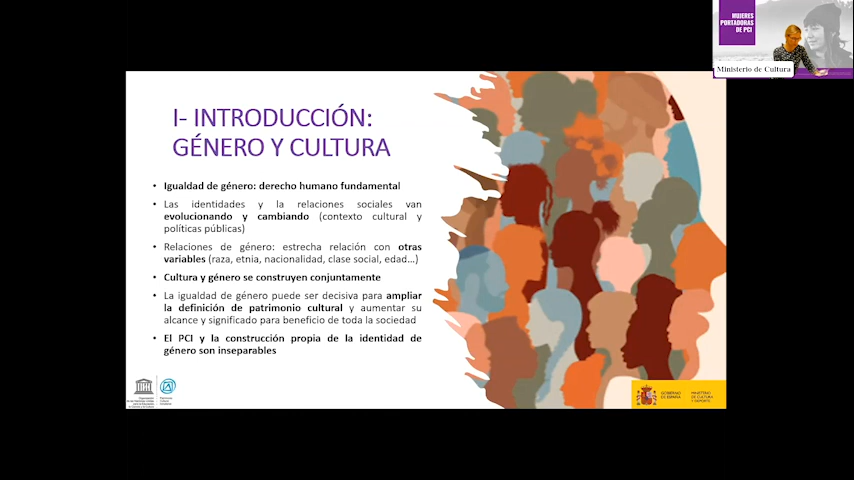 MUJERES
PORTADORAS
DE PCI
Ministerio de Cultura
I- INTRODUCCIÓN:
GÉNERO Y CULTURA
• Igualdad de género: derecho humano fundamental
• Las identidades y la relaciones sociales van
evolucionando y cambiando (contexto cultural y
políticas públicas)
• Relaciones de género: estrecha relación con otras
variables (raza, etnia, nacionalidad, clase social, edad...)
• Cultura y género se construyen conjuntamente
• La igualdad de género puede ser decisiva para ampliar
la definición de patrimonio cultural y aumentar su
alcance y significado para beneficio de toda la sociedad
• El PCI y la construcción propia de la identidad de
género son inseparables
GOBIERNO
DE ESPAÑA
MINISTERIO
DE CULTURA
Y DEPORTE